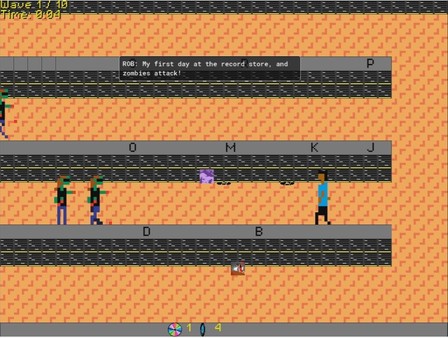 Wave 1 / 10
Time: 0:04
P
ROB: My first day at the record store, and
zombies attack!
O M K J
D B
1 4